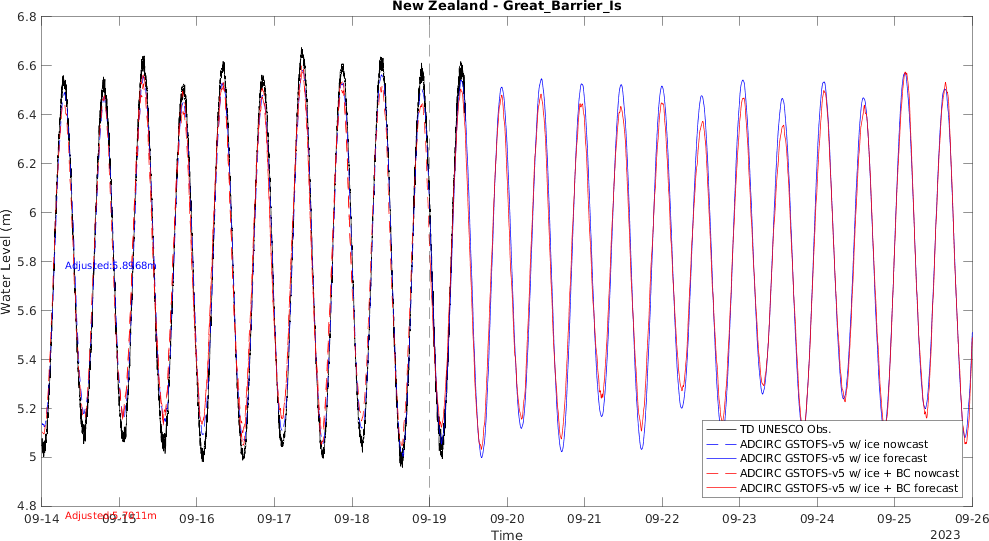 New Zealand - Great_Barrier_Is
6.8
6.6
6.4
6.2
6
5.8
5.6
5.4
5.2
5
4.8
Water Level (m)
Adjusted:5.8968m
Adjusted:5.7811m
TD UNESCO Obs.
ADCIRC GSTOFS-v5 w/ ice nowcast
ADCIRC GSTOFS-v5 w/ ice forecast
ADCIRC GSTOFS-v5 w/ ice + BC nowcast
ADCIRC GSTOFS-v5 w/ ice + BC forecast
09-14 09-15 09-16 09-17 09-18 09-19 09-20 09-21 09-22 09-23 09-24 09-25 09-26
Time
2023